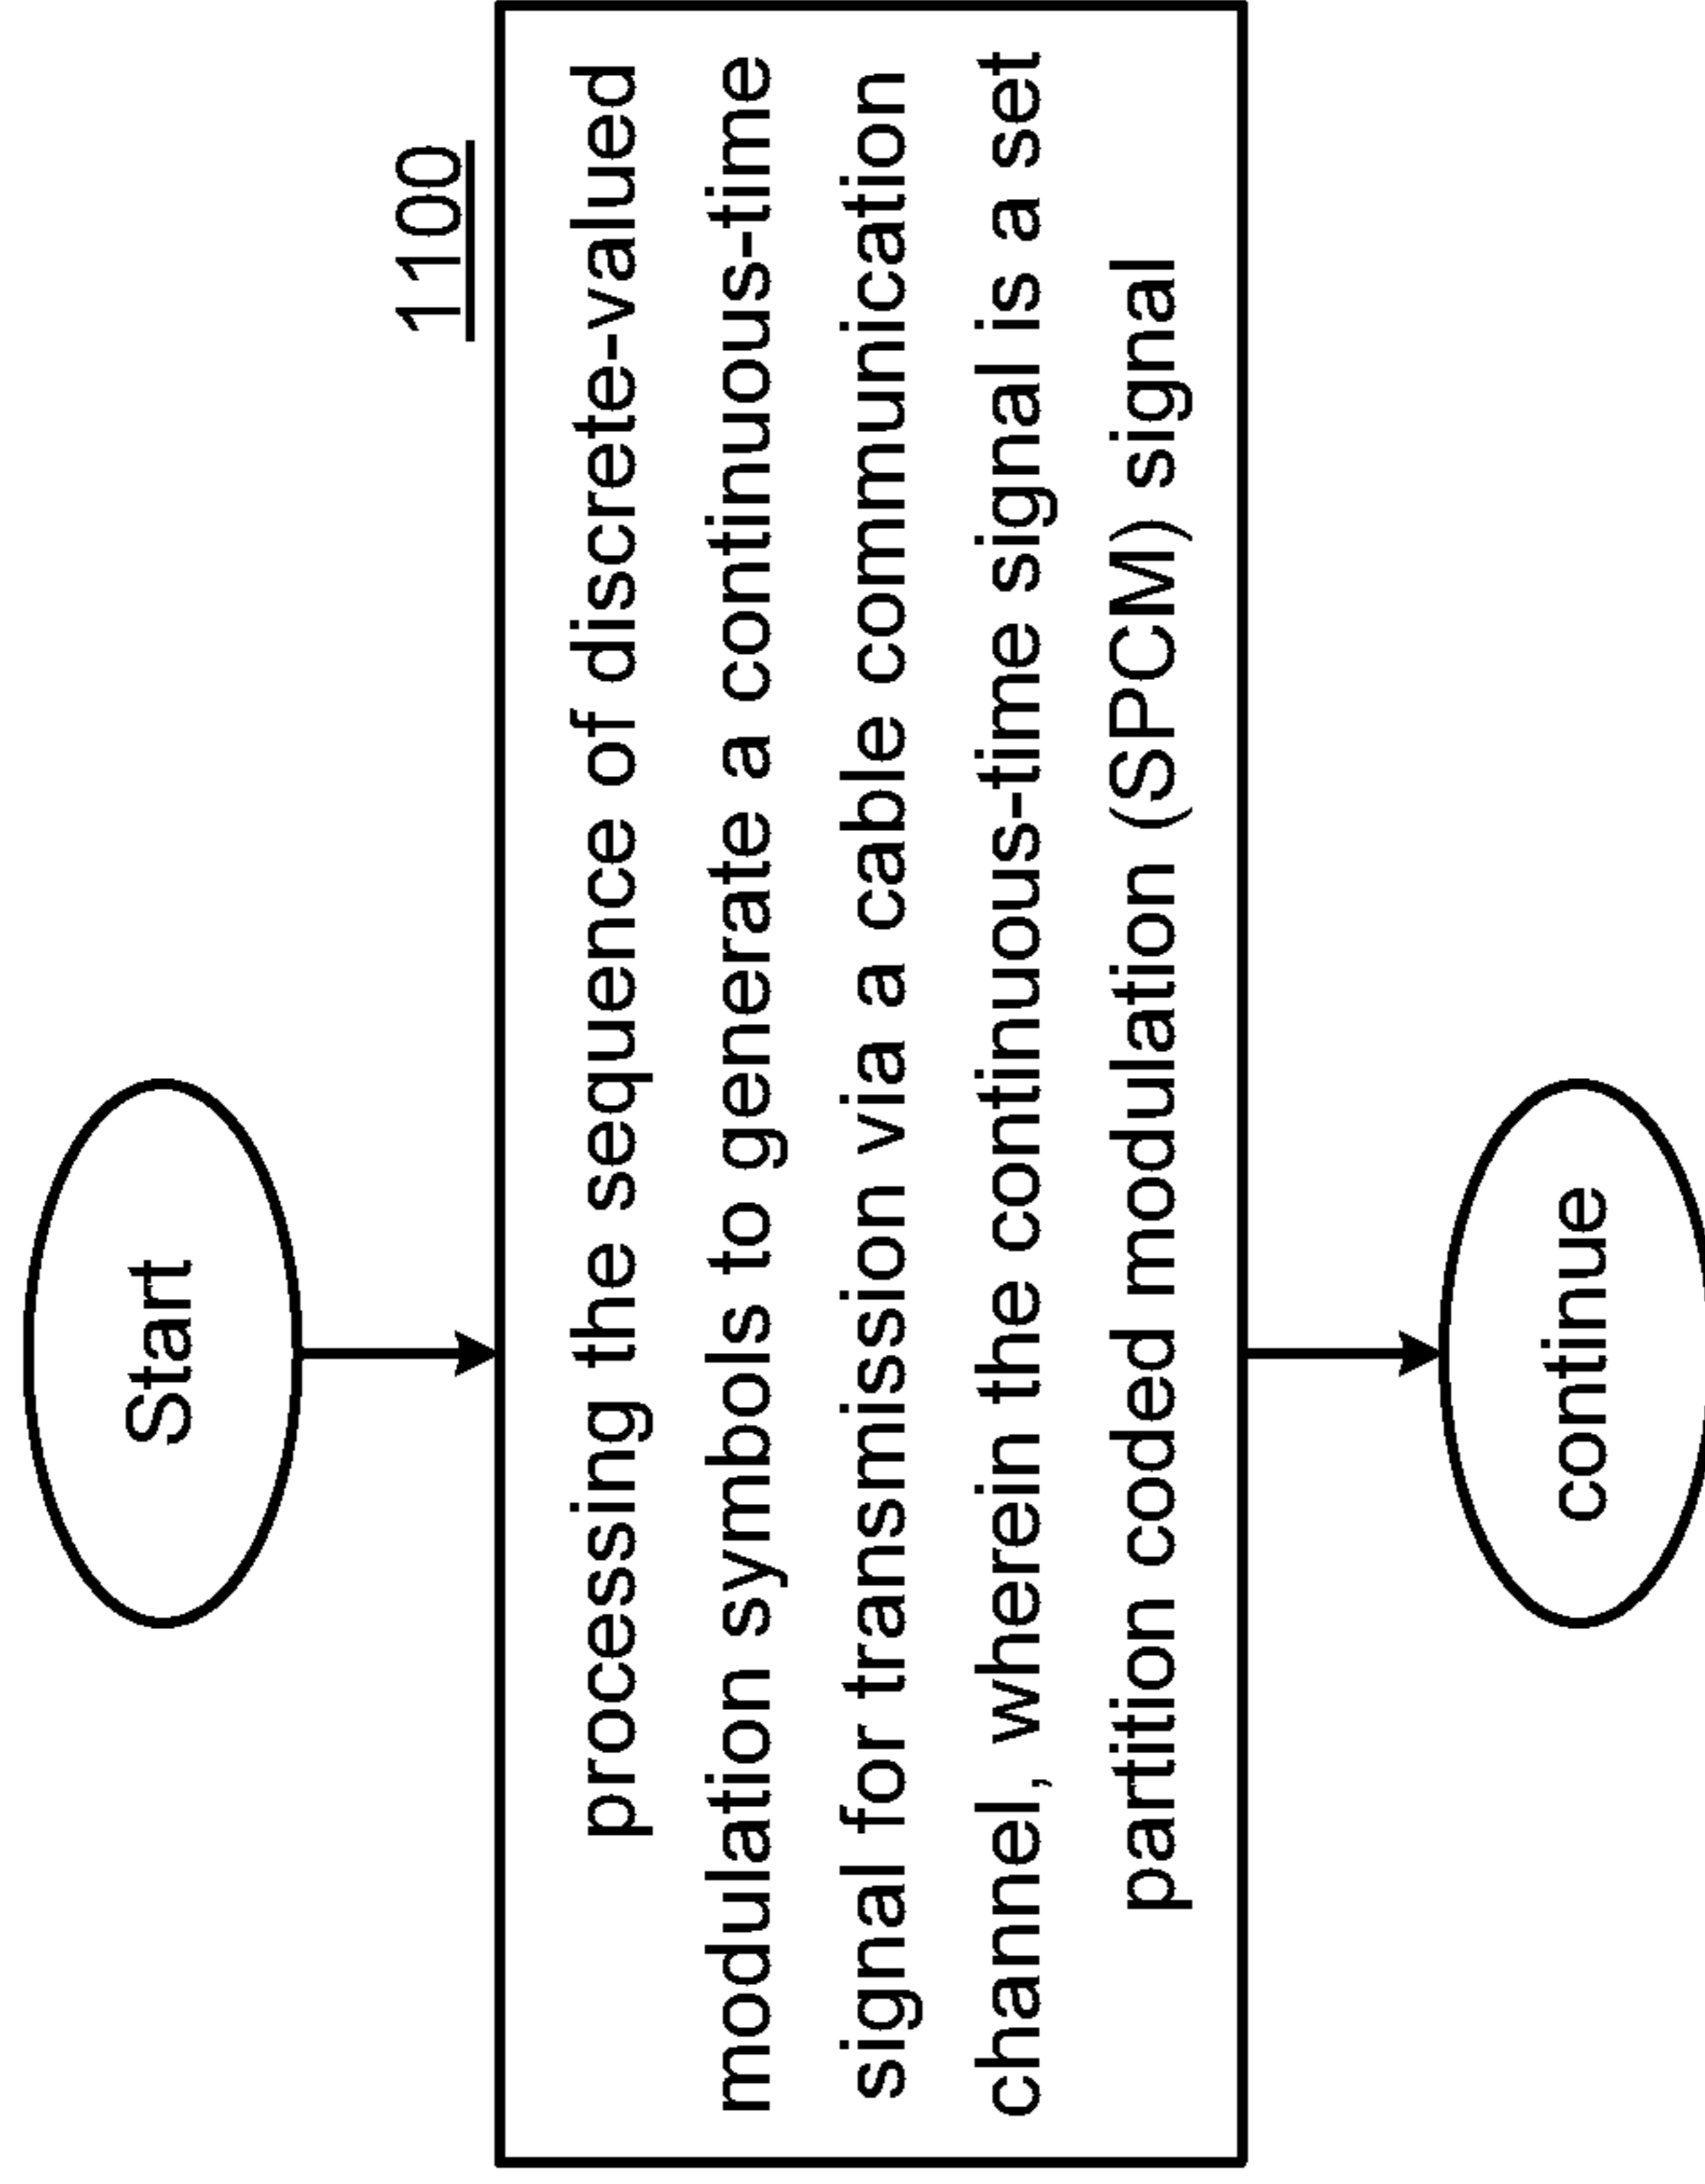 Start
1100
processing the sequence of discrete-valued
modulation symbols to generate a continuous-time
signal for transmission via a cable communication
channel, wherein the continuous-time signal is a set
partition coded modulation (SPCM) signal
continue